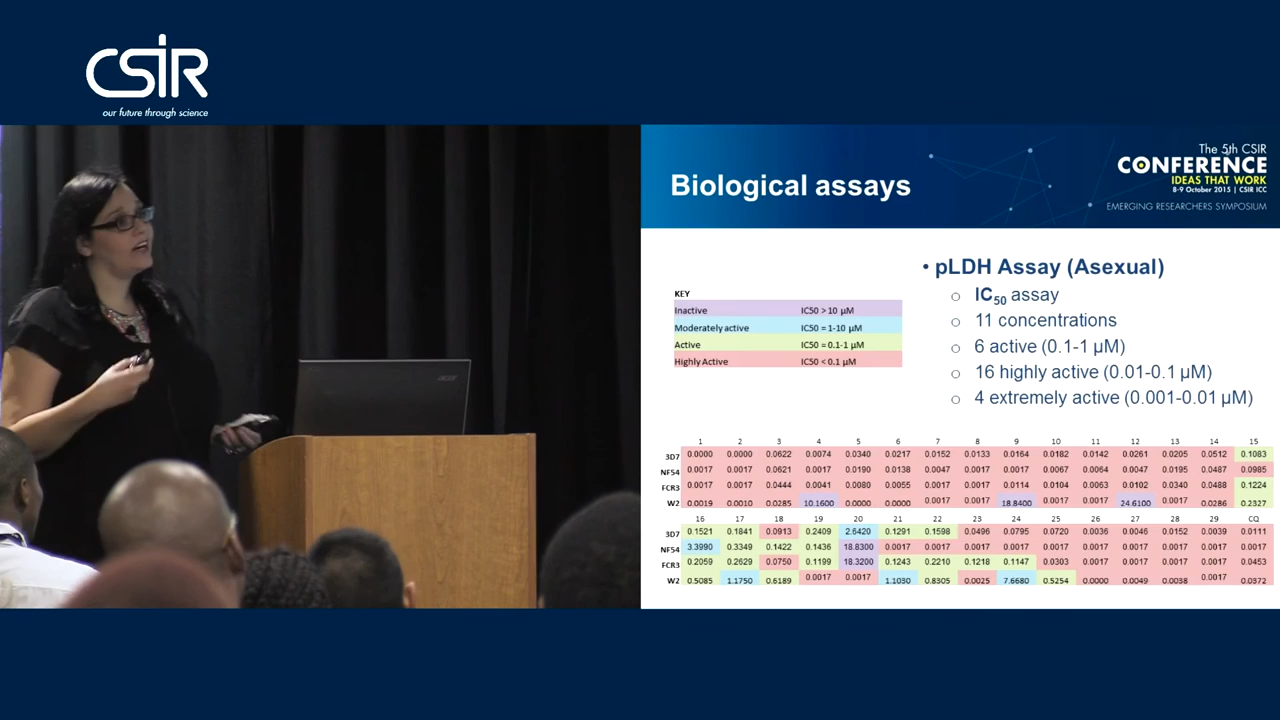 CSIR
our future through science
The 5th CSIR
CONFERENCE
IDEAS THAT WORK
8-9 October 2015 | CSIR ICC
EMERGING RESEARCHERS SYMPOSIUM
Biological assays
• pLDH Assay (Asexual)
○ IC50 assay
○ 11 concentrations
○ 6 active (0.1-1 µM)
○ 16 highly active (0.01-0.1 µM)
○ 4 extremely active (0.001-0.01 µM)
KEY
Inactive IC50 > 10 µM
Moderately active IC50 = 1-10 µM
Active IC50 = 0.1-1 µM
Highly Active IC50 < 0.1 µM
acer
1 2 3 4 5 6 7 8 9 10 11 12 13 14 15
3D7 0.0000 0.0000 0.0622 0.0074 0.0340 0.0217 0.0152 0.0133 0.0164 0.0182 0.0142 0.0261 0.0205 0.0512 0.1083
NF54 0.0017 0.0017 0.0621 0.0017 0.0190 0.0138 0.0047 0.0017 0.0017 0.0067 0.0064 0.0047 0.0195 0.0487 0.0985
FCR3 0.0017 0.0017 0.0444 0.0041 0.0080 0.0055 0.0017 0.0017 0.0114 0.0104 0.0063 0.0102 0.0340 0.0488 0.1224
W2 0.0019 0.0010 0.0285 10.1600 0.0000 0.0000 0.0017 0.0017 18.8400 0.0017 0.0017 24.6100 0.0017 0.0286 0.2327
16 17 18 19 20 21 22 23 24 25 26 27 28 29 CQ
3D7 0.1521 0.1841 0.0913 0.2409 2.6420 0.1291 0.1598 0.0496 0.0795 0.0720 0.0036 0.0046 0.0152 0.0039 0.0111
NF54 3.3990 0.3349 0.1422 0.1436 18.8300 0.0017 0.0017 0.0017 0.0017 0.0017 0.0017 0.0017 0.0017 0.0017 0.0017
FCR3 0.2059 0.2629 0.0750 0.1199 18.3200 0.1243 0.2210 0.1218 0.1147 0.0303 0.0017 0.0017 0.0017 0.0017 0.0453
W2 0.5085 1.1750 0.6189 0.0017 0.0017 1.1030 0.8305 0.0025 7.6680 0.5254 0.0000 0.0049 0.0038 0.0017 0.0372